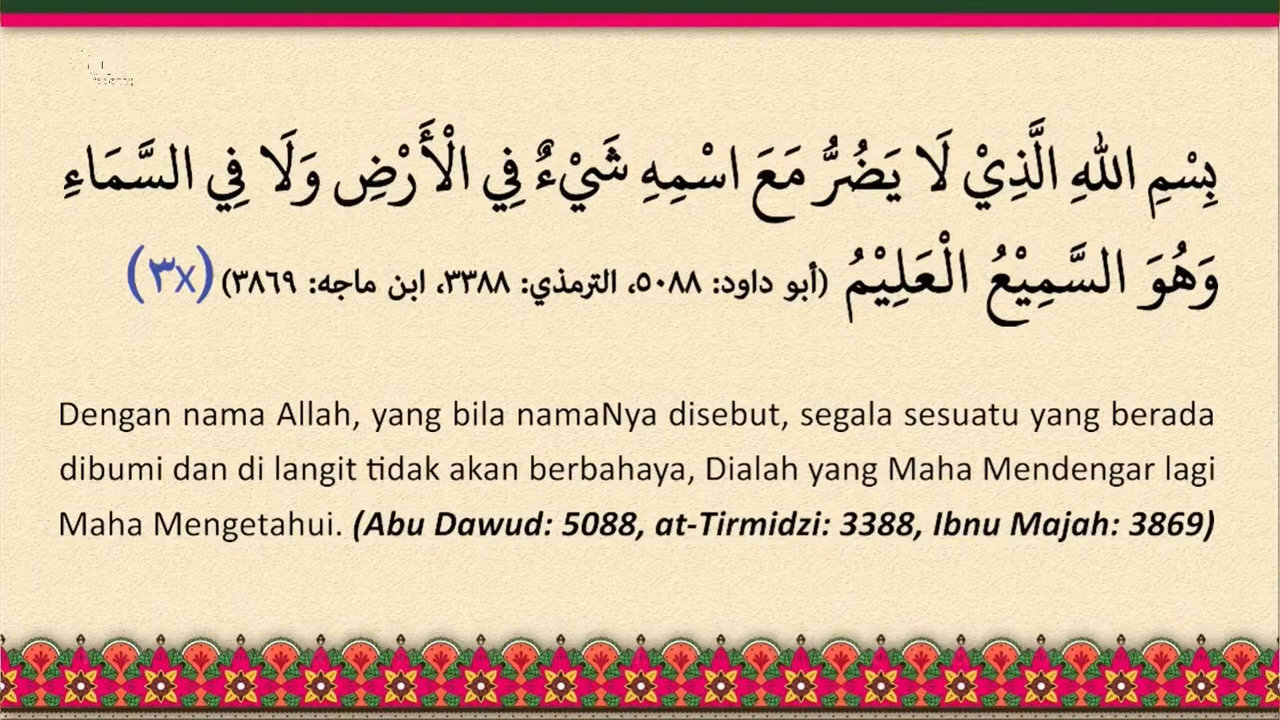 بِسْمِ اللهِ الَّذِيْ لَا يَضُرُّ مَعَ اسْمِهِ شَيْءٌ فِي الْأَرْضِ وَلَا فِي السَّمَاءِ
وَهُوَ السَّمِيْعُ الْعَلِيْمُ (أبو داود: ٥٠٨٨، الترمذي: ٣٣٨٨، ابن ماجه: ٣٨٦٩) (٣x)
Dengan nama Allah, yang bila namaNya disebut, segala sesuatu yang berada
dibumi dan di langit tidak akan berbahaya, Dialah yang Maha Mendengar lagi
Maha Mengetahui. (Abu Dawud: 5088, at-Tirmidzi: 3388, Ibnu Majah: 3869)